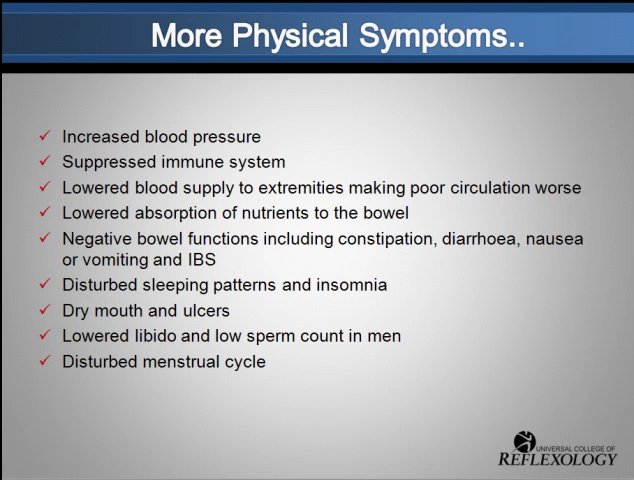 More Physical Symptoms..
Increased blood pressure
Suppressed immune system
Lowered blood supply to extremities making poor circulation worse
Lowered absorption of nutrients to the bowel
Negative bowel functions including constipation, diarrhoea, nausea
or vomiting and IBS
Disturbed sleeping patterns and insomnia
Dry mouth and ulcers
Lowered libido and low sperm count in men
Disturbed menstrual cycle
UNIVERSAL COLLEGE OF
REFLEXOLOGY